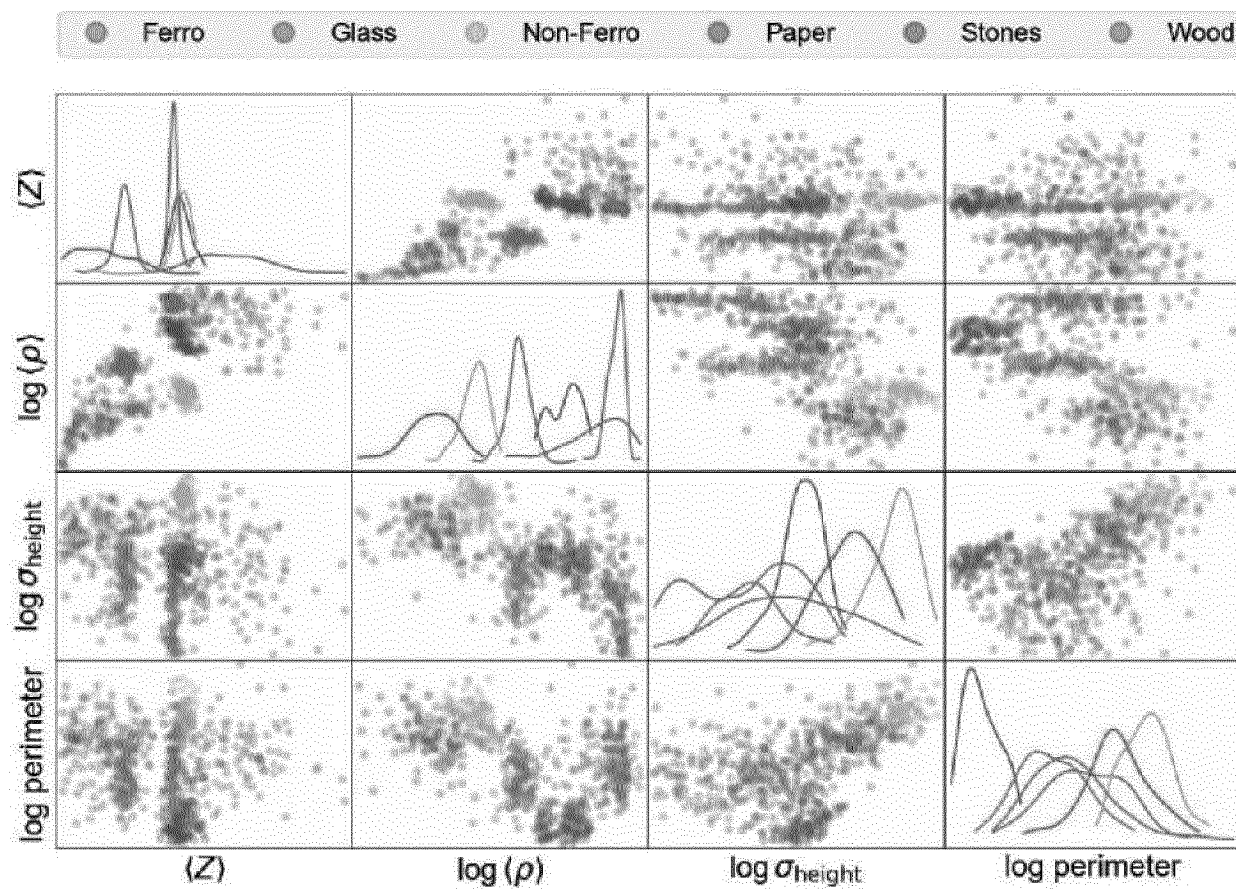 Ferro Glass Non-Ferro Paper Stones Wood
⟨Z⟩
log (ρ)
log σheight
log perimeter
⟨Z⟩ log (ρ) log σheight log perimeter